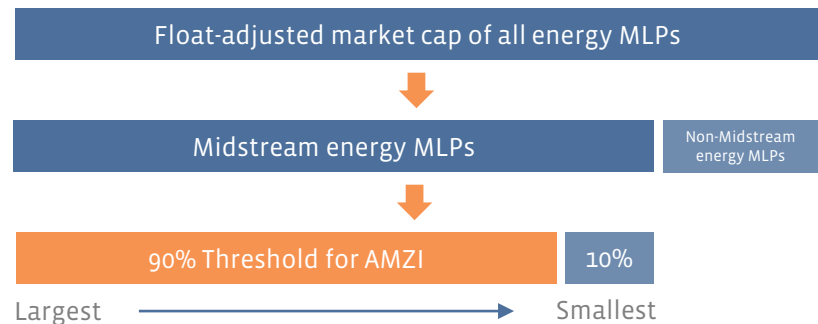 Float-adjusted market cap of all energy MLPs
Midstream energy MLPs
Non-Midstream
energy MLPs
90% Threshold for AMZI
10%
Largest
Smallest